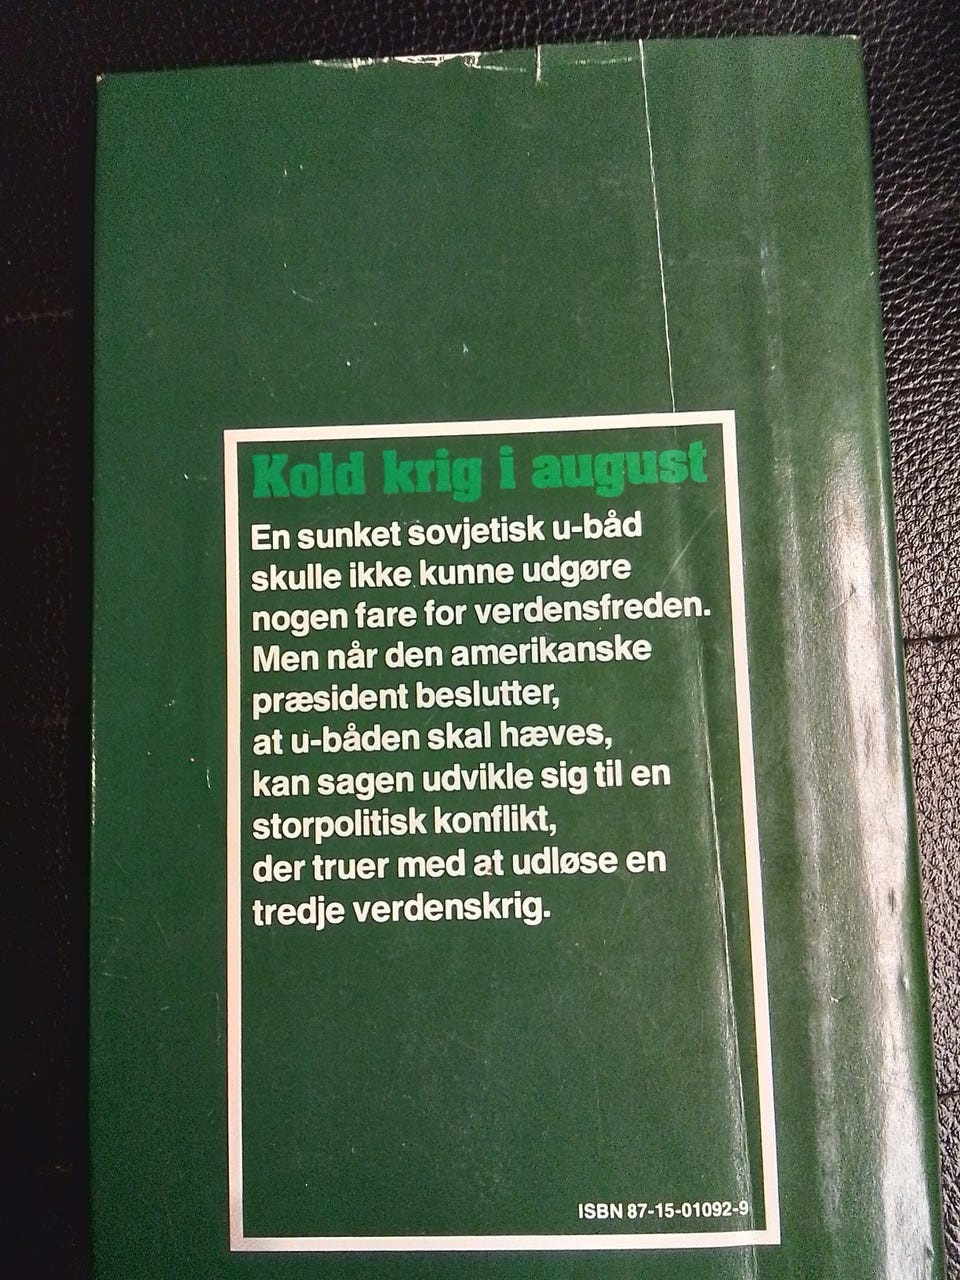 Kold krig i august
En sunket sovjetisk u-båd
skulle ikke kunne udgøre
nogen fare for verdensfreden.
Men når den amerikanske
præsident beslutter,
at u-båden skal hæves,
kan sagen udvikle sig til en
storpolitisk konflikt,
der truer med at udløse en
tredje verdenskrig.
ISBN 87-15-01092-9